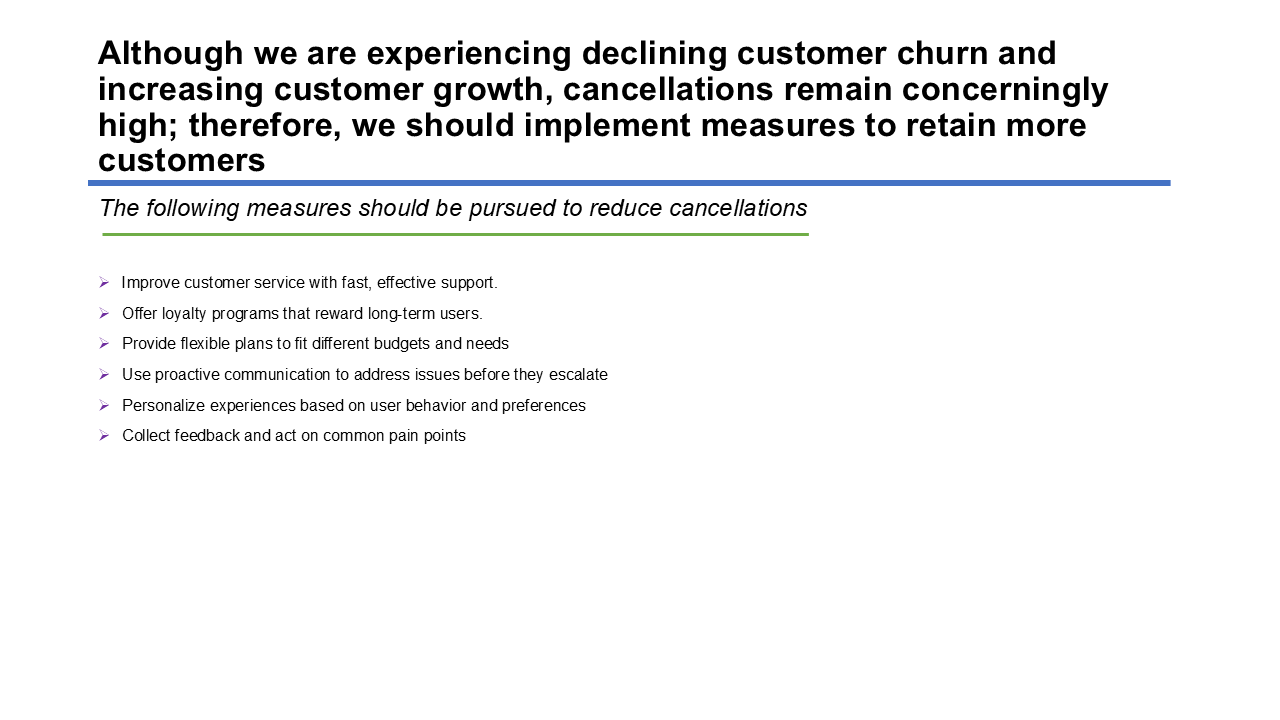 Although we are experiencing declining customer churn and
increasing customer growth, cancellations remain concerningly
high; therefore, we should implement measures to retain more
customers
The following measures should be pursued to reduce cancellations
Improve customer service with fast, effective support.
Offer loyalty programs that reward long-term users.
Provide flexible plans to fit different budgets and needs
Use proactive communication to address issues before they escalate
Personalize experiences based on user behavior and preferences
Collect feedback and act on common pain points